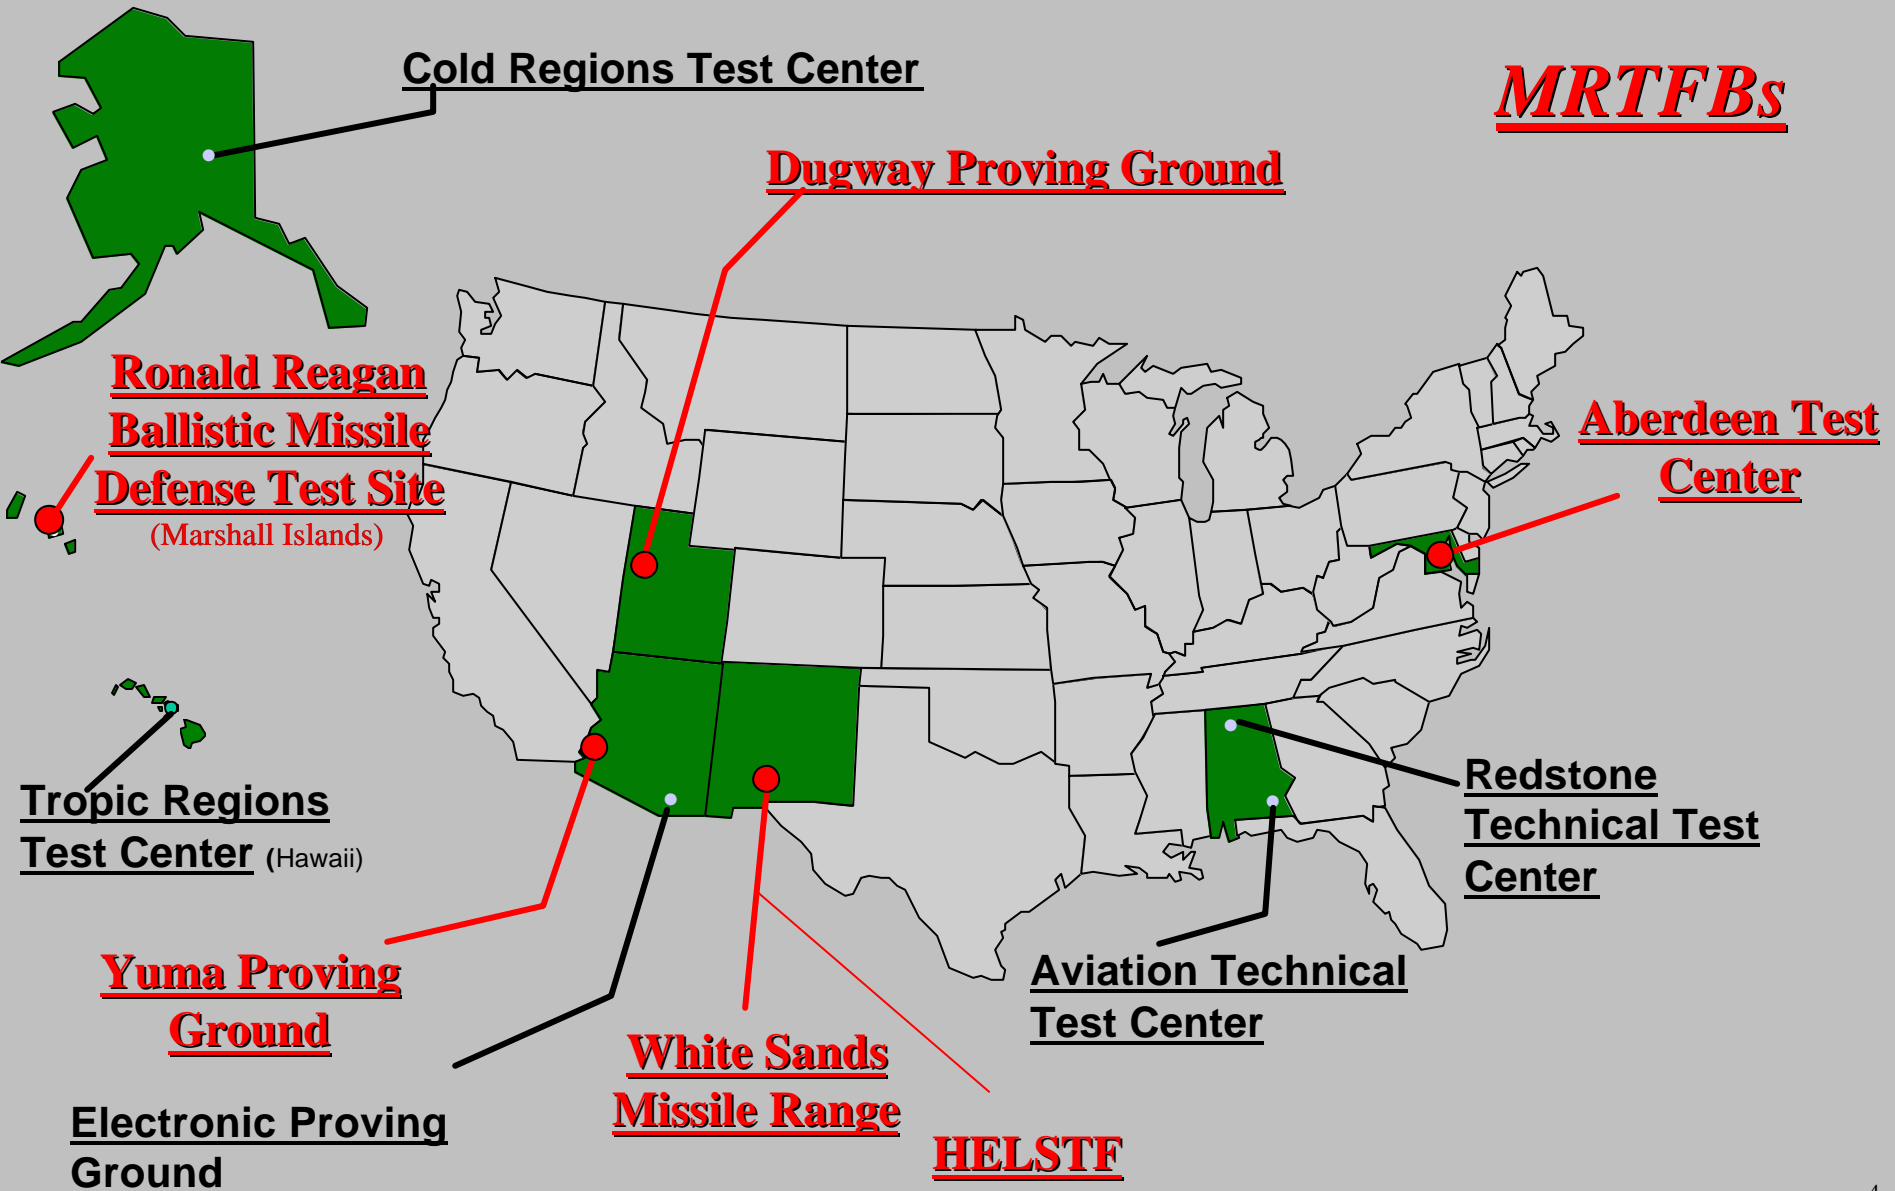 Cold Regions Test Center
MRTFBs
Dugway Proving Ground
Ronald Reagan
Ballistic Missile
Defense Test Site
(Marshall Islands)
Aberdeen Test
Center
Tropic Regions
Test Center (Hawaii)
Redstone
Technical Test
Center
Yuma Proving
Ground
Aviation Technical
Test Center
White Sands
Missile Range
Electronic Proving
Ground
HELSTF
4